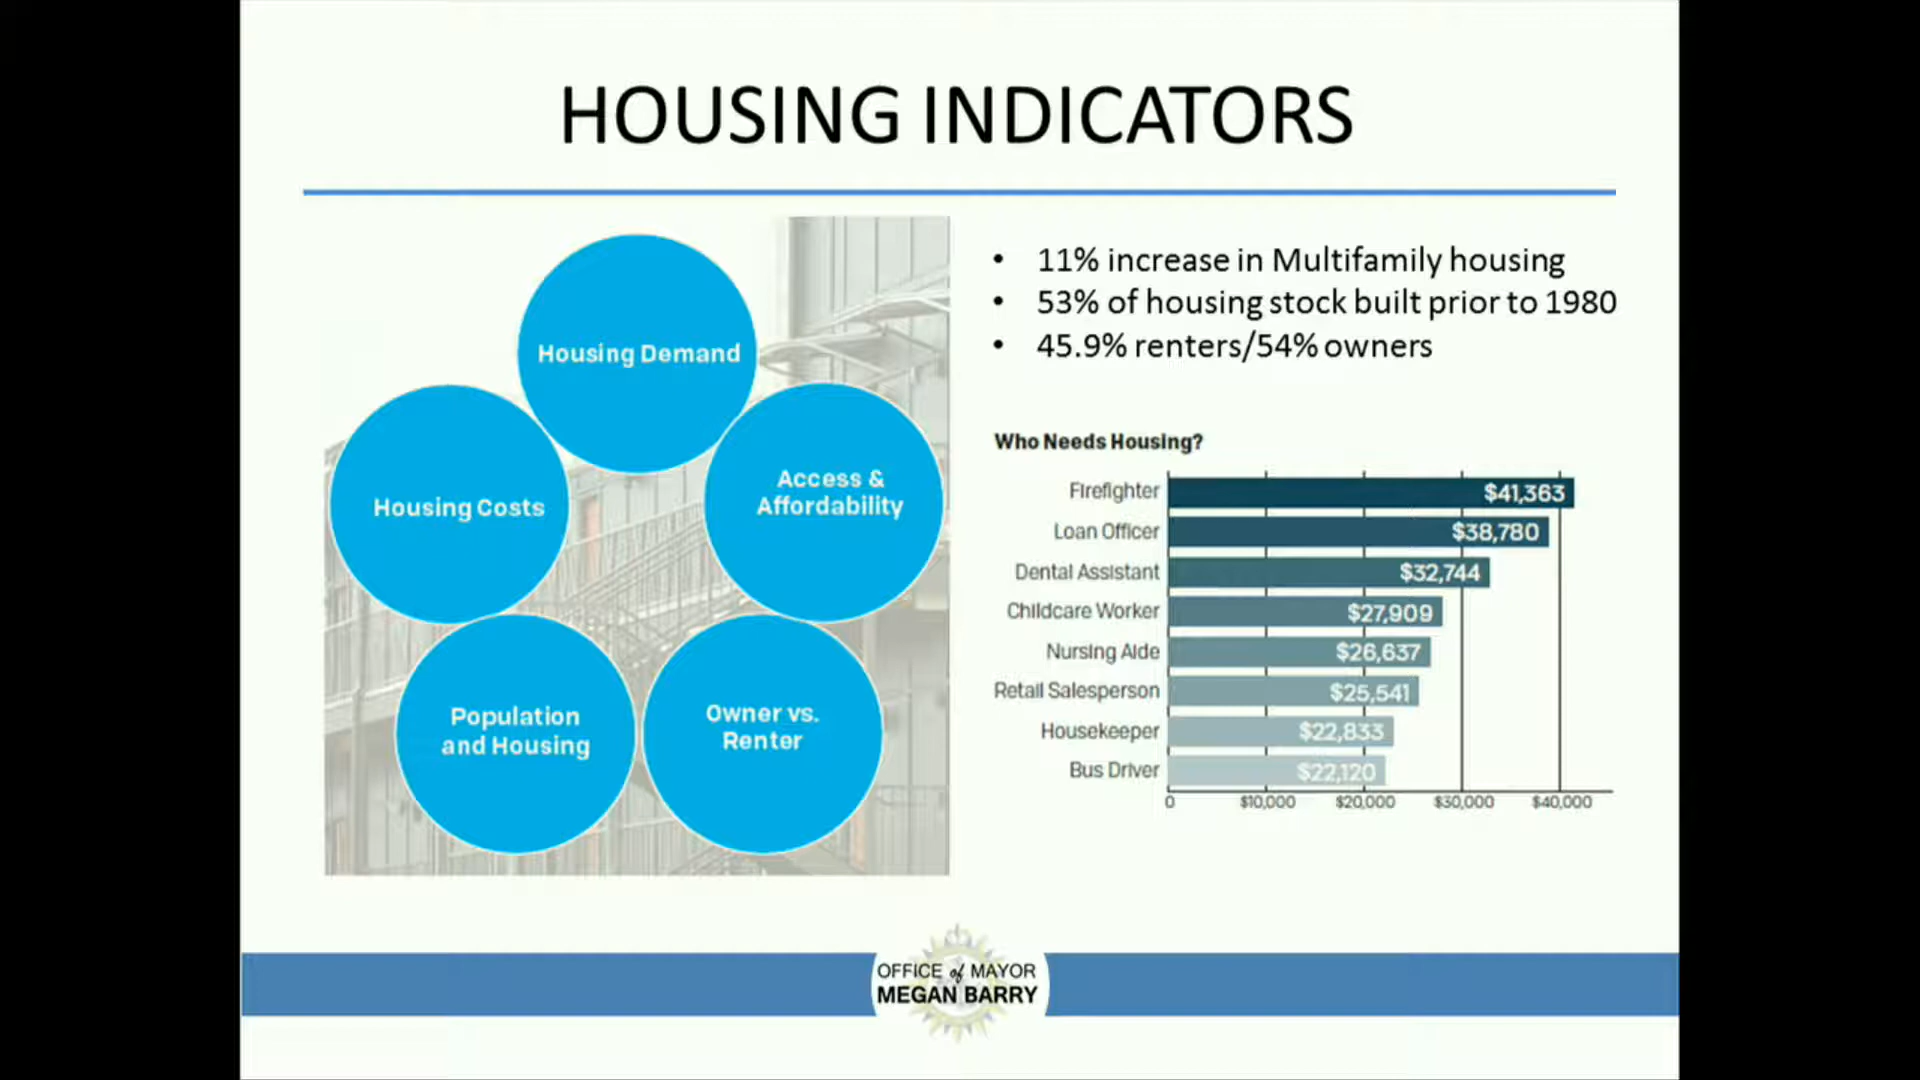 HOUSING INDICATORS
Housing Demand
Housing Costs
Access &
Affordability
Population
and Housing
Owner vs.
Renter
• 11% increase in Multifamily housing
• 53% of housing stock built prior to 1980
• 45.9% renters/54% owners
Who Needs Housing?
Firefighter $41,363
Loan Officer $38,780
Dental Assistant $32,744
Childcare Worker $27,909
Nursing Aide $26,637
Retail Salesperson $25,541
Housekeeper $22,833
Bus Driver $22,120
0 $10,000 $20,000 $30,000 $40,000
OFFICE of MAYOR
MEGAN BARRY